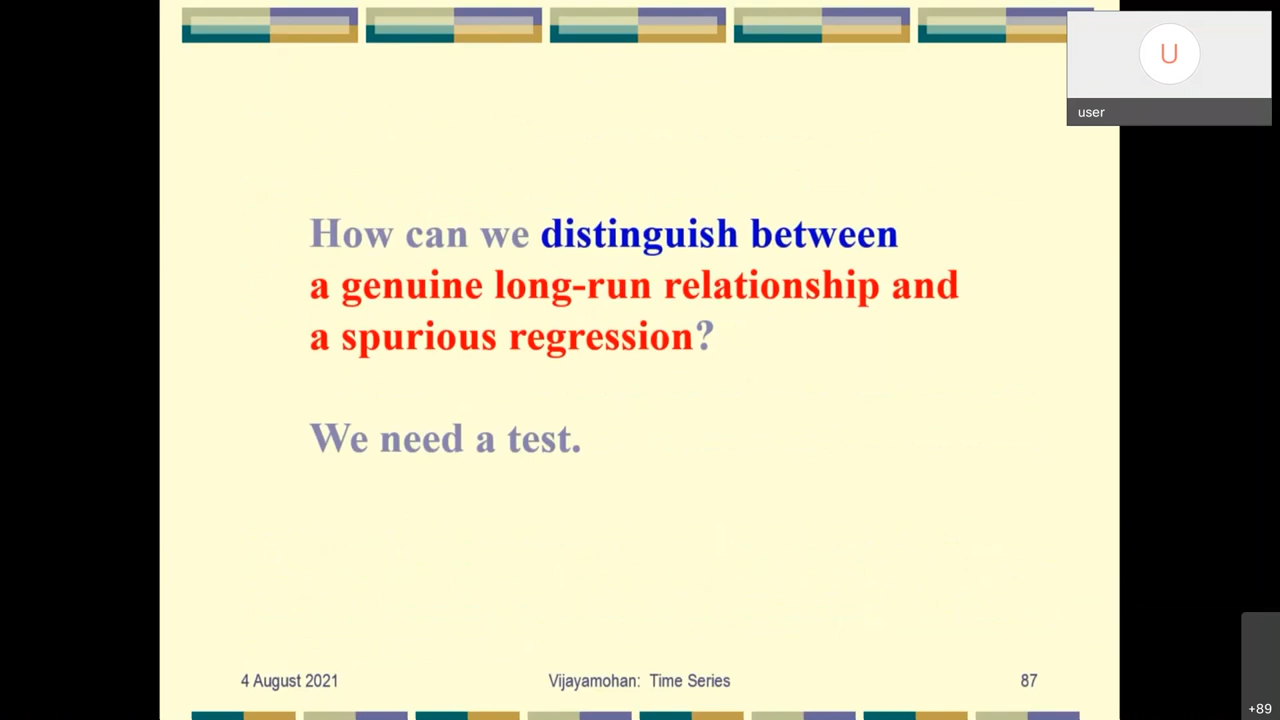 U
user
How can we distinguish between
a genuine long-run relationship and
a spurious regression?
We need a test.
4 August 2021
Vijayamohan: Time Series
87
+89